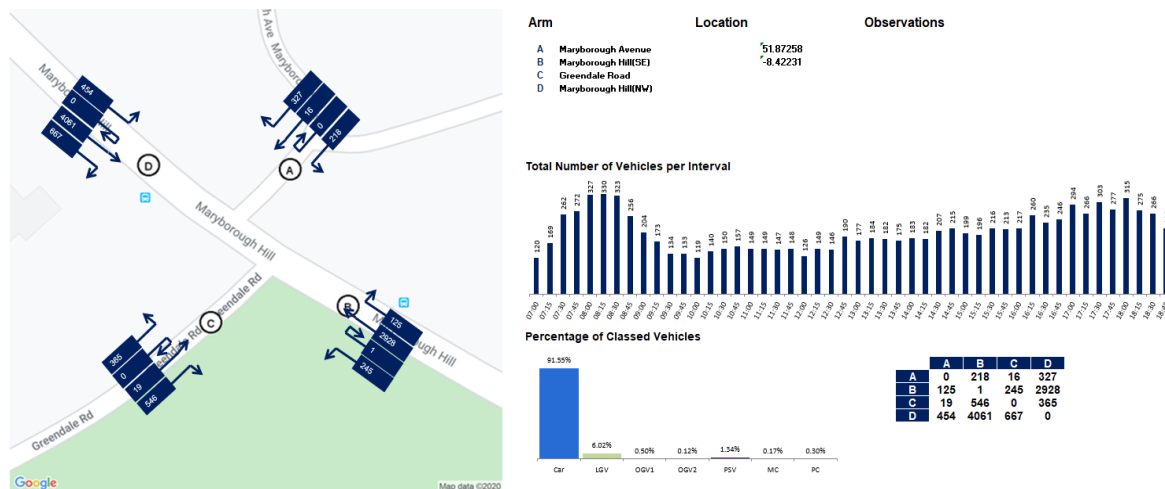 Arm Location Observations
A Maryborough Avenue 51.87258
B Maryborough Hill(SE) -8.42231
C Greendale Road
D Maryborough Hill(NW)
Ave Maryboro
Marybo
hill
454
0
4061
667
327
16
0
218
D
A
Maryborough Hill
B
125
2928
1
245
M
ough Hill
Greendale Rd
C
eendale Rd
365
0
19
546
Greendale Rd
Google
Map data ©2020
Total Number of Vehicles per Interval
120 169 262 272 327 330 323 256 204 173 134 133 119 140 150 157 149 149 147 148 126 149 146 190 177 184 182 175 183 182 207 215 199 196 216 213 217 260 235 246 294 266 303 277 315 275 266
07:00 07:15 07:30 07:45 08:00 08:15 08:30 08:45 09:00 09:15 09:30 09:45 10:00 10:15 10:30 10:45 11:00 11:15 11:30 11:45 12:00 12:15 12:30 12:45 13:00 13:15 13:30 13:45 14:00 14:15 14:30 14:45 15:00 15:15 15:30 15:45 16:00 16:15 16:30 16:45 17:00 17:15 17:30 17:45 18:00 18:15 18:30 18:45
Percentage of Classed Vehicles
91.55% 6.02% 0.50% 0.12% 1.34% 0.17% 0.30%
Car LGV OGV1 OGV2 PSV MC PC
A B C D
A 0 218 16 327
B 125 1 245 2928
C 19 546 0 365
D 454 4061 667 0